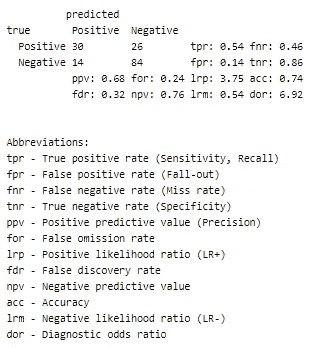 predicted
true Positive Negative
Positive 30 26 tpr: 0.54 fnr: 0.46
Negative 14 84 fpr: 0.14 tnr: 0.86
ppv: 0.68 for: 0.24 lrp: 3.75 acc: 0.74
fdr: 0.32 npv: 0.76 lrm: 0.54 dor: 6.92
Abbreviations:
tpr - True positive rate (Sensitivity, Recall)
fpr - False positive rate (Fall-out)
fnr - False negative rate (Miss rate)
tnr - True negative rate (Specificity)
ppv - Positive predictive value (Precision)
for - False omission rate
lrp - Positive likelihood ratio (LR+)
fdr - False discovery rate
npv - Negative predictive value
acc - Accuracy
lrm - Negative likelihood ratio (LR-)
dor - Diagnostic odds ratio